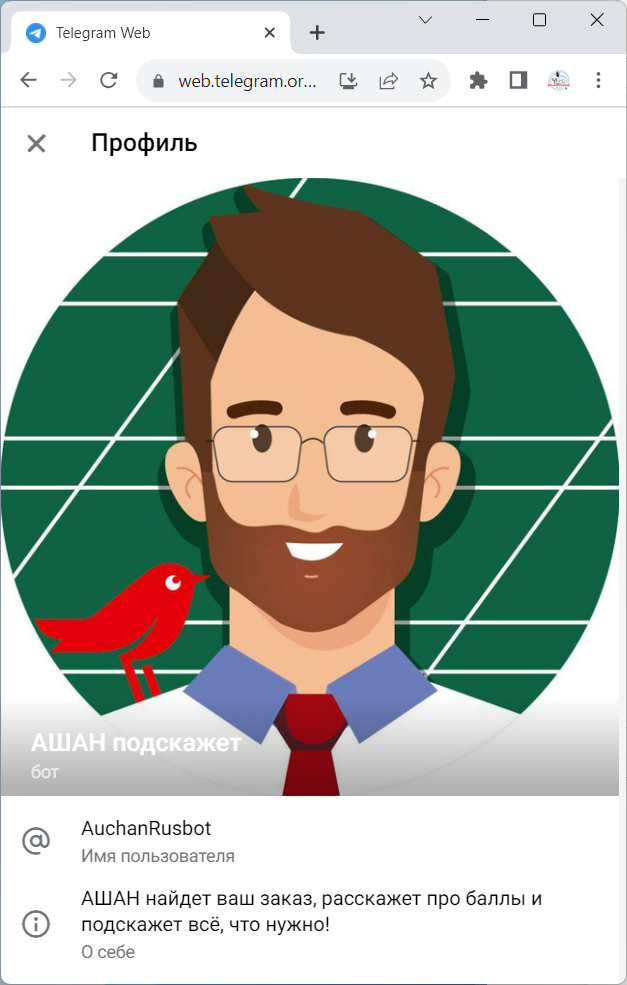 Telegram Web
web.telegram.or...
Профиль
АШАН подскажет
бот
AuchanRusbot
Имя пользователя
АШАН найдет ваш заказ, расскажет про баллы и
подскажет всё, что нужно!
О себе